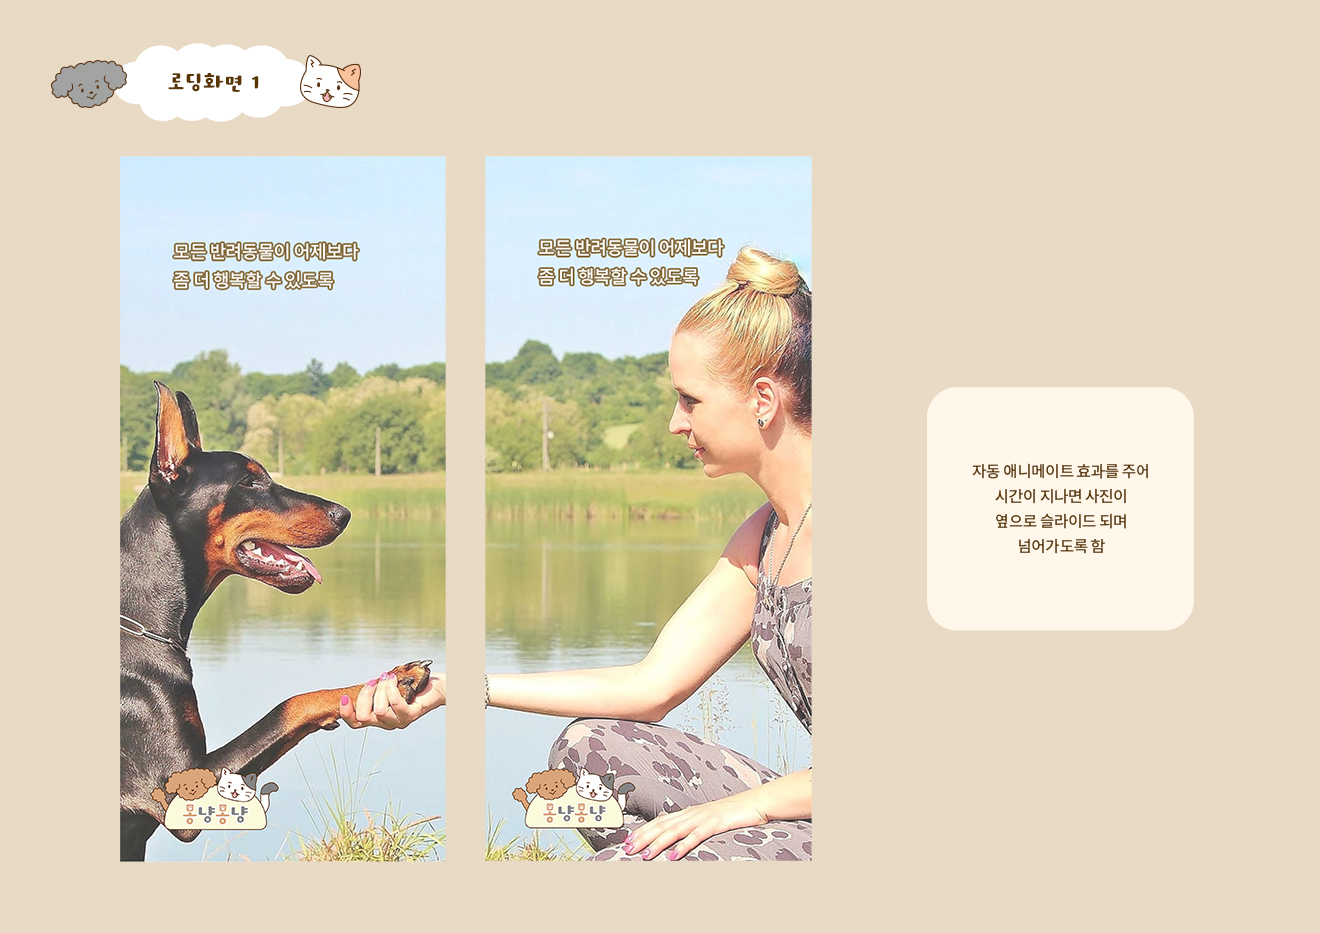 로딩화면 1
모든 반려동물이 어제보다
좀 더 행복할 수 있도록
모든 반려동물이 어제보다
좀 더 행복할 수 있도록
자동 애니메이트 효과를 주어
시간이 지나면 사진이
옆으로 슬라이드 되며
넘어가도록 함
몽냥몽냥
몽냥몽냥